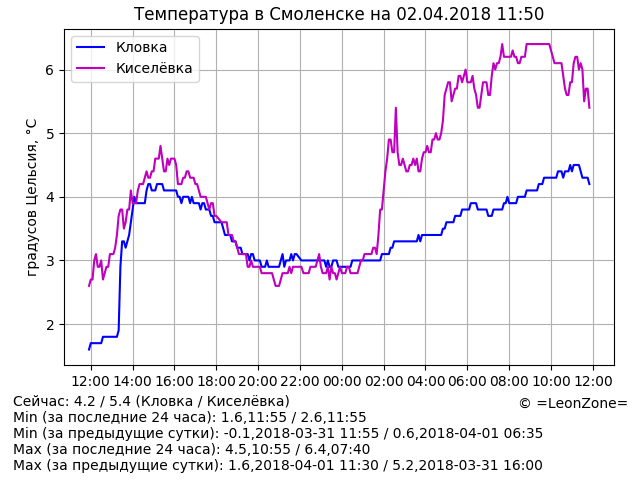 Температура в Смоленске на 02.04.2018 11:50
Кловка
Киселёвка
градусов Цельсия, °C
6
5
4
3
2
12:00 14:00 16:00 18:00 20:00 22:00 00:00 02:00 04:00 06:00 08:00 10:00 12:00
Сейчас: 4.2 / 5.4 (Кловка / Киселёвка)
© =LeonZone=
Min (за последние 24 часа): 1.6,11:55 / 2.6,11:55
Min (за предыдущие сутки): -0.1,2018-03-31 11:55 / 0.6,2018-04-01 06:35
Max (за последние 24 часа): 4.5,10:55 / 6.4,07:40
Max (за предыдущие сутки): 1.6,2018-04-01 11:30 / 5.2,2018-03-31 16:00